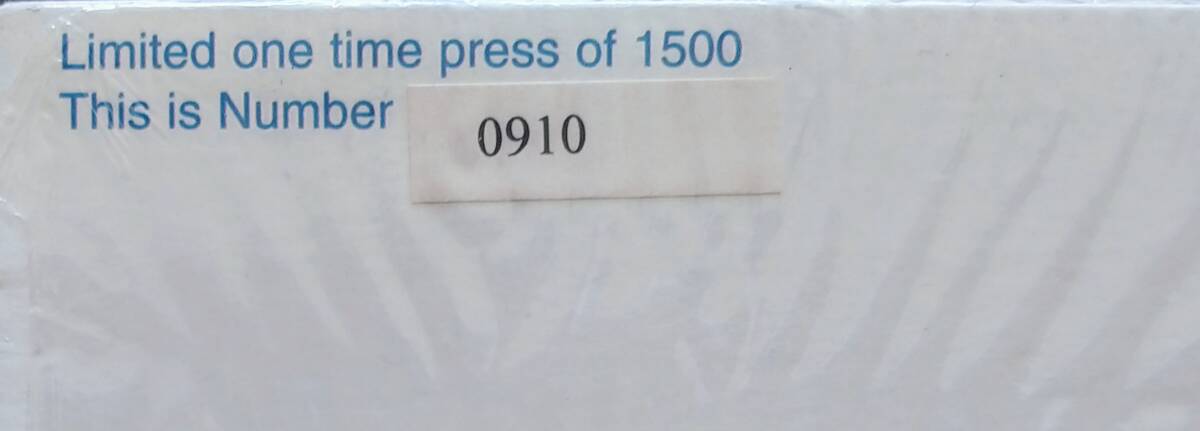 Limited one time press of 1500
This is Number 0910